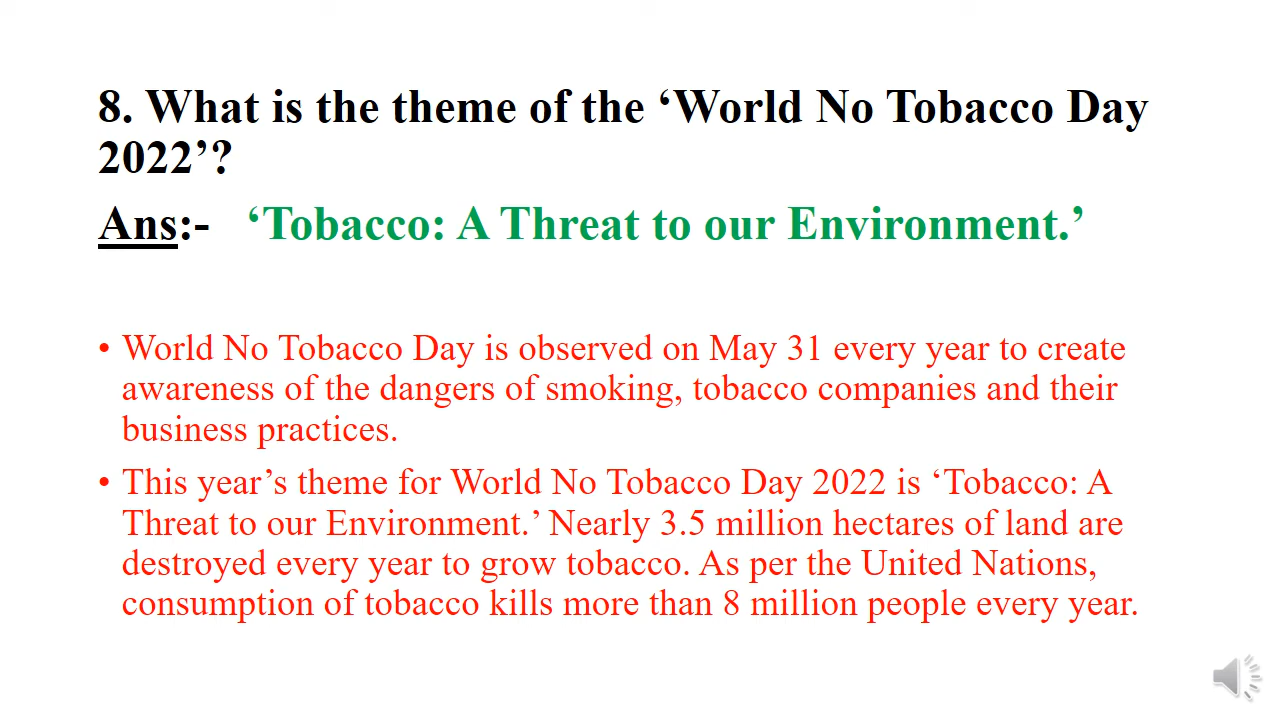 8. What is the theme of the ‘World No Tobacco Day
2022’?
Ans:- ‘Tobacco: A Threat to our Environment.’
• World No Tobacco Day is observed on May 31 every year to create
awareness of the dangers of smoking, tobacco companies and their
business practices.
• This year’s theme for World No Tobacco Day 2022 is ‘Tobacco: A
Threat to our Environment.’ Nearly 3.5 million hectares of land are
destroyed every year to grow tobacco. As per the United Nations,
consumption of tobacco kills more than 8 million people every year.